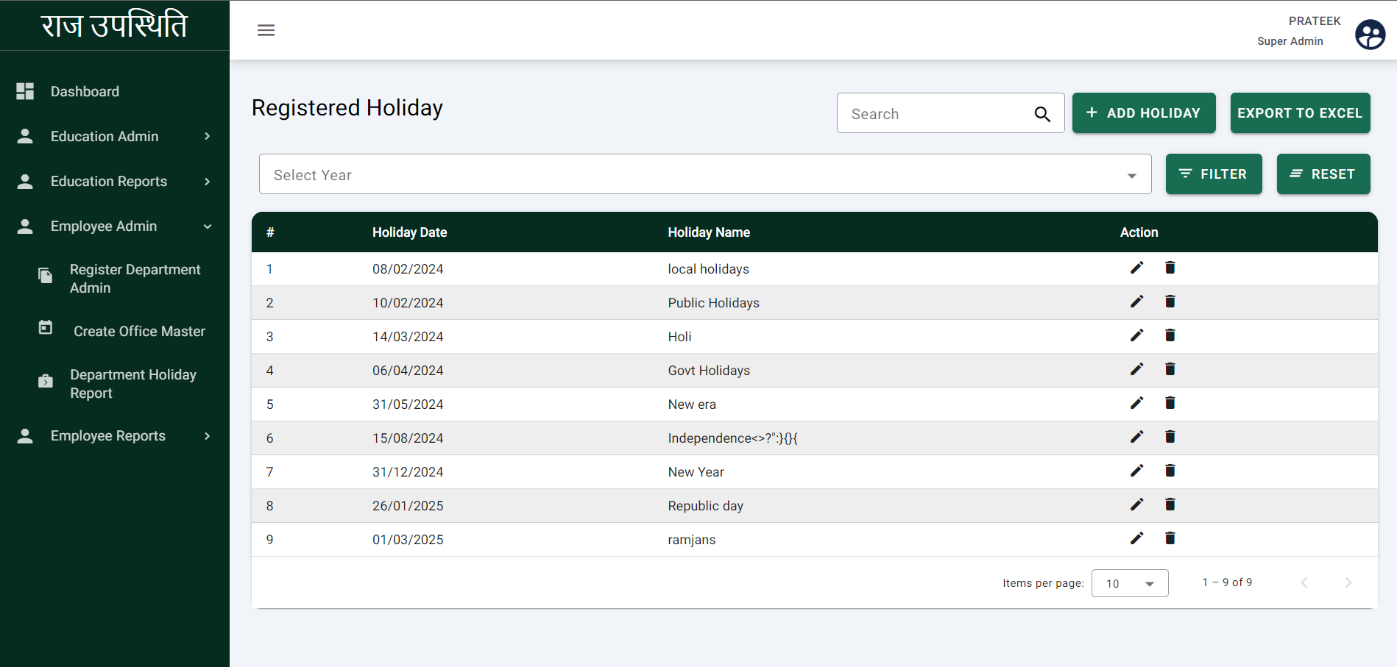 राज उपस्थिति
PRATEEK
Super Admin
Dashboard
Education Admin
Education Reports
Employee Admin
Register Department
Admin
Create Office Master
Department Holiday
Report
Employee Reports
Registered Holiday
Search
+ ADD HOLIDAY
EXPORT TO EXCEL
Select Year
FILTER
RESET
# Holiday Date Holiday Name Action
1 08/02/2024 local holidays
2 10/02/2024 Public Holidays
3 14/03/2024 Holi
4 06/04/2024 Govt Holidays
5 31/05/2024 New era
6 15/08/2024 Independence<>?":}{}{
7 31/12/2024 New Year
8 26/01/2025 Republic day
9 01/03/2025 ramjans
Items per page: 10 1 – 9 of 9